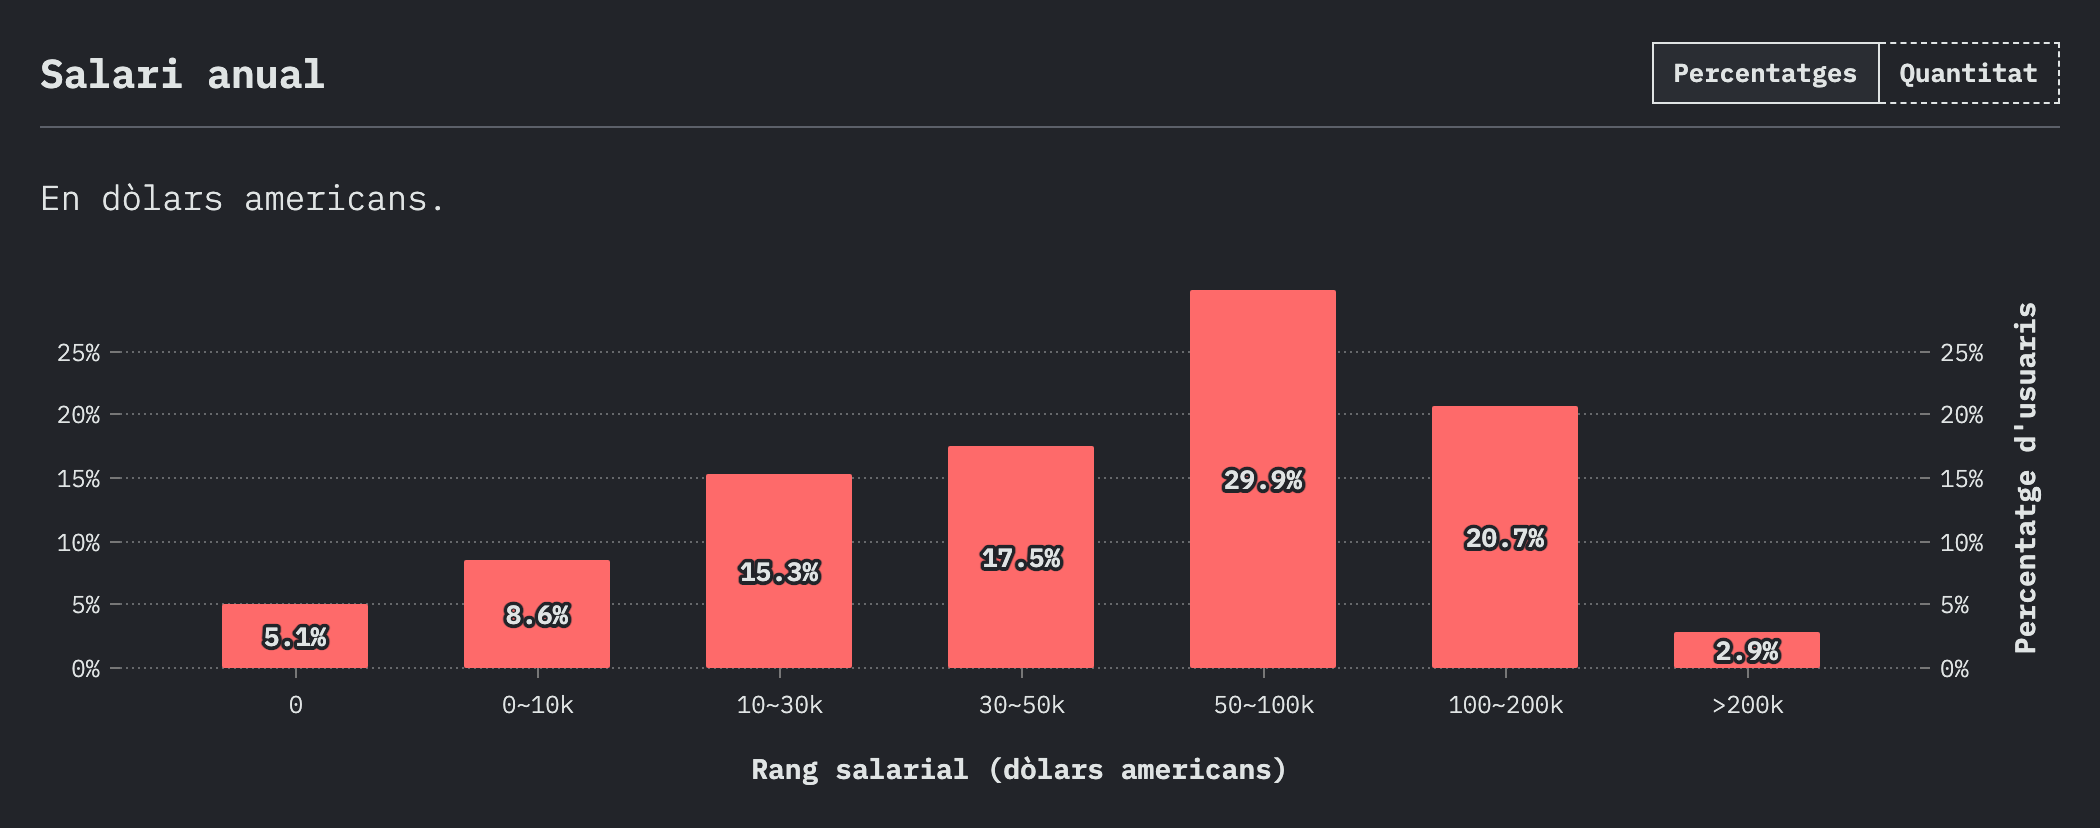 Salari anual
Percentatges Quantitat
En dòlars americans.
25% 25%
20% 20%
15% 15%
10% 10%
5% 5%
0% 0%
5.1% 8.6% 15.3% 17.5% 29.9% 20.7% 2.9%
0 0~10k 10~30k 30~50k 50~100k 100~200k >200k
Rang salarial (dòlars americans)
Percentatge d'usuaris